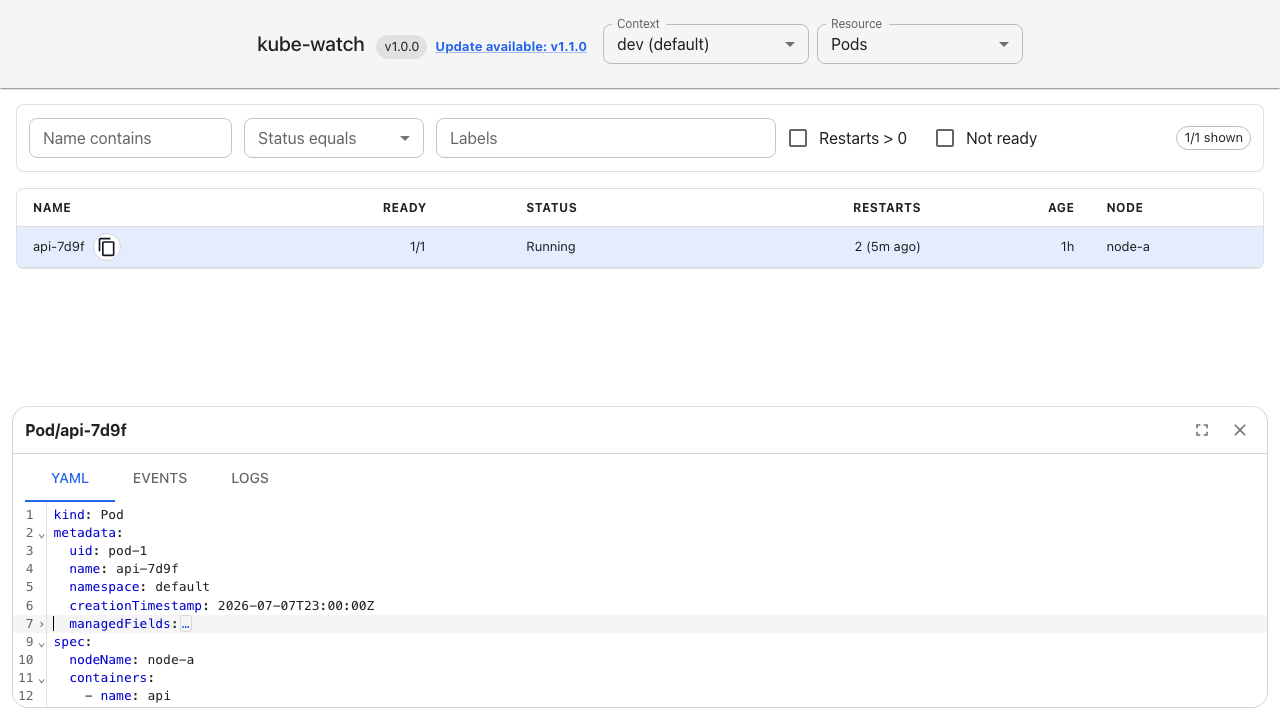 kube-watch v1.0.0 Update available: v1.1.0
Context
dev (default)
Resource
Pods
Name contains
Status equals
Labels
Restarts > 0
Not ready
1/1 shown
NAME READY STATUS RESTARTS AGE NODE
api-7d9f 1/1 Running 2 (5m ago) 1h node-a
Pod/api-7d9f
YAML EVENTS LOGS
1 kind: Pod
2 metadata:
3 uid: pod-1
4 name: api-7d9f
5 namespace: default
6 creationTimestamp: 2026-07-07T23:00:00Z
7 managedFields:…
9 spec:
10 nodeName: node-a
11 containers:
12 - name: api